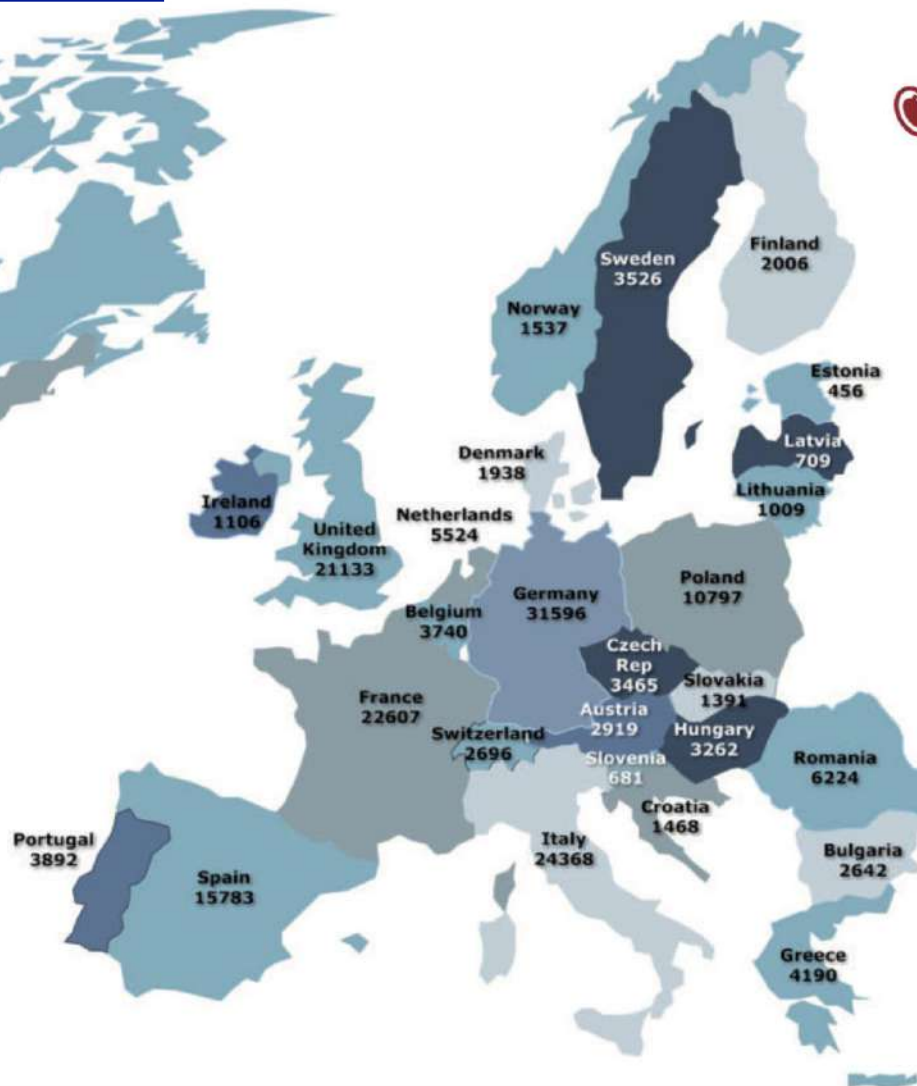 Finland
2006
Sweden
3526
Norway
1537
Estonia
456
Latvia
709
Denmark
1938
Lithuania
1009
Ireland
1106
Netherlands
5524
United
Kingdom
21133
Poland
10797
Germany
31596
Belgium
3740
Czech
Rep
3465
Slovakia
1391
France
22607
Austria
2919
Switzerland
2696
Hungary
3262
Slovenia
681
Romania
6224
Croatia
1468
Portugal
3892
Italy
24368
Bulgaria
2642
Spain
15783
Greece
4190